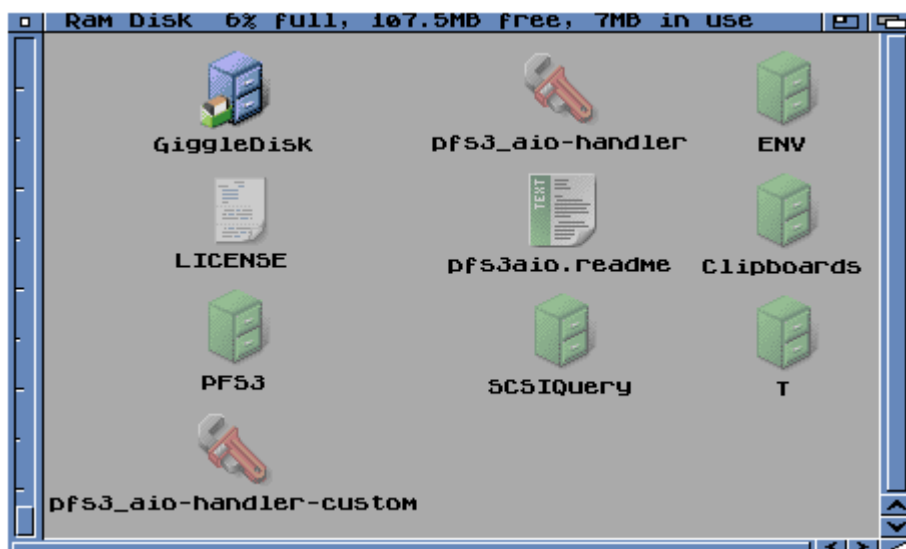 Ram Disk 6% full, 107.5MB free, 7MB in use
GiggleDisk
pfs3_aio-handler
ENV
TEXT
LICENSE
pfs3aio.readme
Clipboards
PFS3
SCSIQuery
T
pfs3_aio-handler-custom